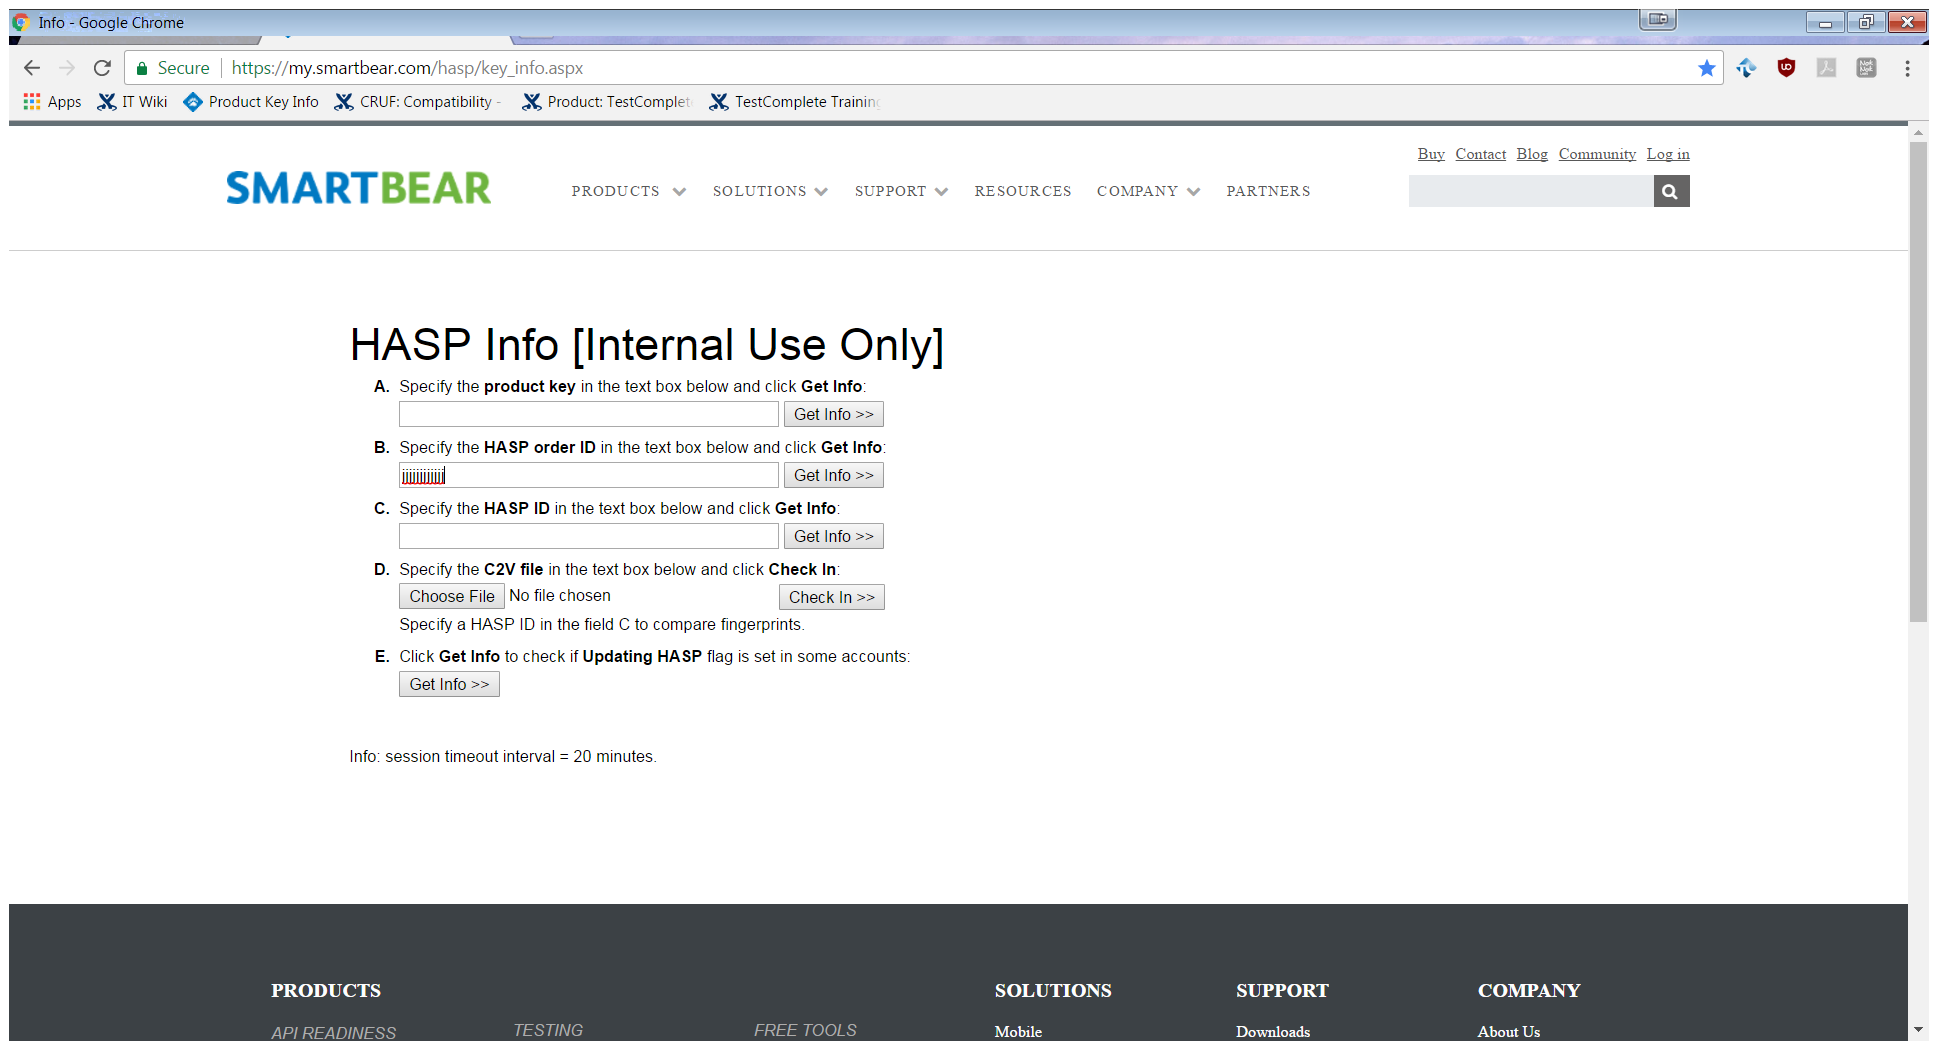 Info - Google Chrome
Secure https://my.smartbear.com/hasp/key_info.aspx
Apps IT Wiki Product Key Info CRUF: Compatibility - Product: TestComplete TestComplete Training
Buy Contact Blog Community Log in
SMARTBEAR PRODUCTS SOLUTIONS SUPPORT RESOURCES COMPANY PARTNERS
HASP Info [Internal Use Only]
A. Specify the product key in the text box below and click Get Info:
Get Info >>
B. Specify the HASP order ID in the text box below and click Get Info:
Get Info >>
C. Specify the HASP ID in the text box below and click Get Info:
Get Info >>
D. Specify the C2V file in the text box below and click Check In:
Choose File No file chosen Check In >>
Specify a HASP ID in the field C to compare fingerprints.
E. Click Get Info to check if Updating HASP flag is set in some accounts:
Get Info >>
Info: session timeout interval = 20 minutes.
PRODUCTS SOLUTIONS SUPPORT COMPANY
API READINESS TESTING FREE TOOLS Mobile Downloads About Us